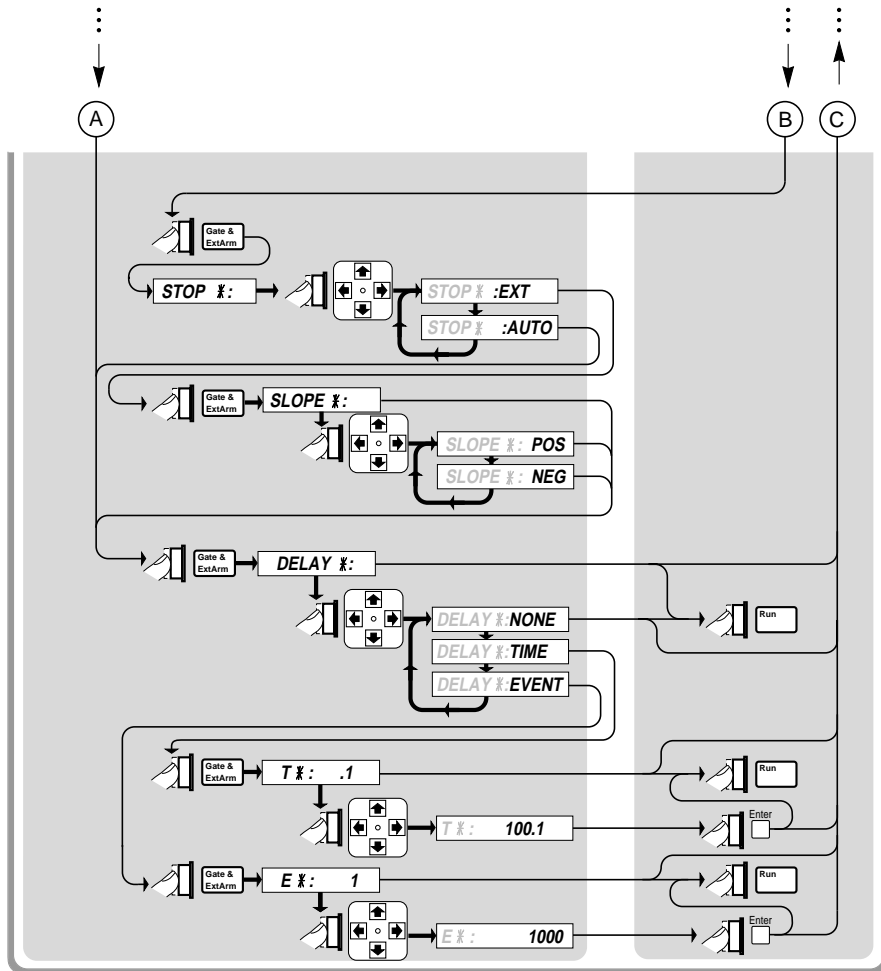 A
B
C
Gate &
ExtArm
STOP ⁎:
STOP ⁎ :EXT
STOP ⁎ :AUTO
Gate &
ExtArm
SLOPE ⁎:
SLOPE ⁎: POS
SLOPE ⁎: NEG
Gate &
ExtArm
DELAY ⁎:
DELAY ⁎:NONE
Run
DELAY ⁎:TIME
DELAY ⁎:EVENT
Gate &
ExtArm
T ⁎: .1
Run
T ⁎: 100.1
Enter
Gate &
ExtArm
E ⁎: 1
Run
E ⁎: 1000
Enter